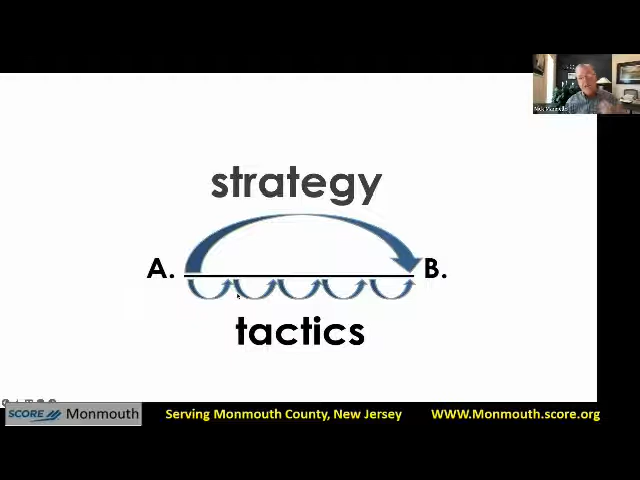 strategy
A.
B.
tactics
SCORE Monmouth
Serving Monmouth County, New Jersey
WWW.Monmouth.score.org